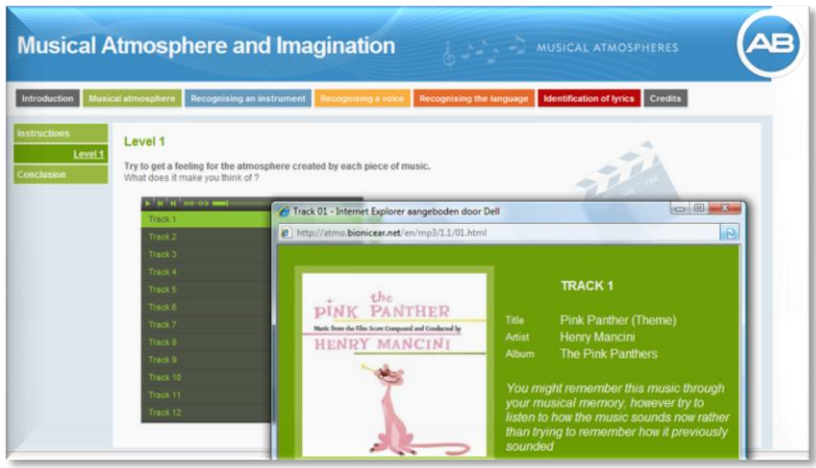 Musical Atmosphere and Imagination
MUSICAL ATMOSPHERES
AB
Introduction
Musical atmosphere
Recognising an instrument
Recognising a voice
Recognising the language
Identification of lyrics
Credits
Instructions
Level 1
Conclusion
Level 1
Try to get a feeling for the atmosphere created by each piece of music.
What does it make you think of ?
00:03
Track 1
Track 2
Track 3
Track 4
Track 5
Track 6
Track 7
Track 8
Track 9
Track 10
Track 11
Track 12
Track 01 - Internet Explorer aangeboden door Dell
http://atmo.bionicear.net/en/mp3/1.1/01.html
the
PINK PANTHER
Music from the Film Score Composed and Conducted by
HENRY MANCINI
TRACK 1
Title Pink Panther (Theme)
Artist Henry Mancini
Album The Pink Panthers
You might remember this music through
your musical memory, however try to
listen to how the music sounds now rather
than trying to remember how it previously
sounded